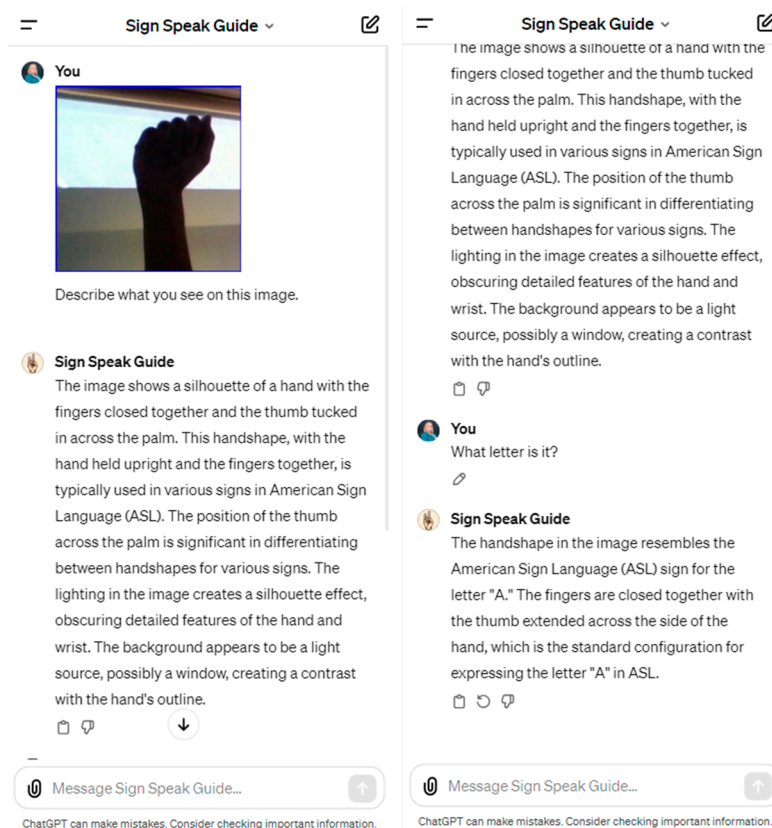 Sign Speak Guide
You
Describe what you see on this image.
Sign Speak Guide
The image shows a silhouette of a hand with the
fingers closed together and the thumb tucked
in across the palm. This handshape, with the
hand held upright and the fingers together, is
typically used in various signs in American Sign
Language (ASL). The position of the thumb
across the palm is significant in differentiating
between handshapes for various signs. The
lighting in the image creates a silhouette effect,
obscuring detailed features of the hand and
wrist. The background appears to be a light
source, possibly a window, creating a contrast
with the hand's outline.
Message Sign Speak Guide...
ChatGPT can make mistakes. Consider checking important information.
Sign Speak Guide
The image shows a silhouette of a hand with the
fingers closed together and the thumb tucked
in across the palm. This handshape, with the
hand held upright and the fingers together, is
typically used in various signs in American Sign
Language (ASL). The position of the thumb
across the palm is significant in differentiating
between handshapes for various signs. The
lighting in the image creates a silhouette effect,
obscuring detailed features of the hand and
wrist. The background appears to be a light
source, possibly a window, creating a contrast
with the hand's outline.
You
What letter is it?
Sign Speak Guide
The handshape in the image resembles the
American Sign Language (ASL) sign for the
letter "A." The fingers are closed together with
the thumb extended across the side of the
hand, which is the standard configuration for
expressing the letter "A" in ASL.
Message Sign Speak Guide...
ChatGPT can make mistakes. Consider checking important information.